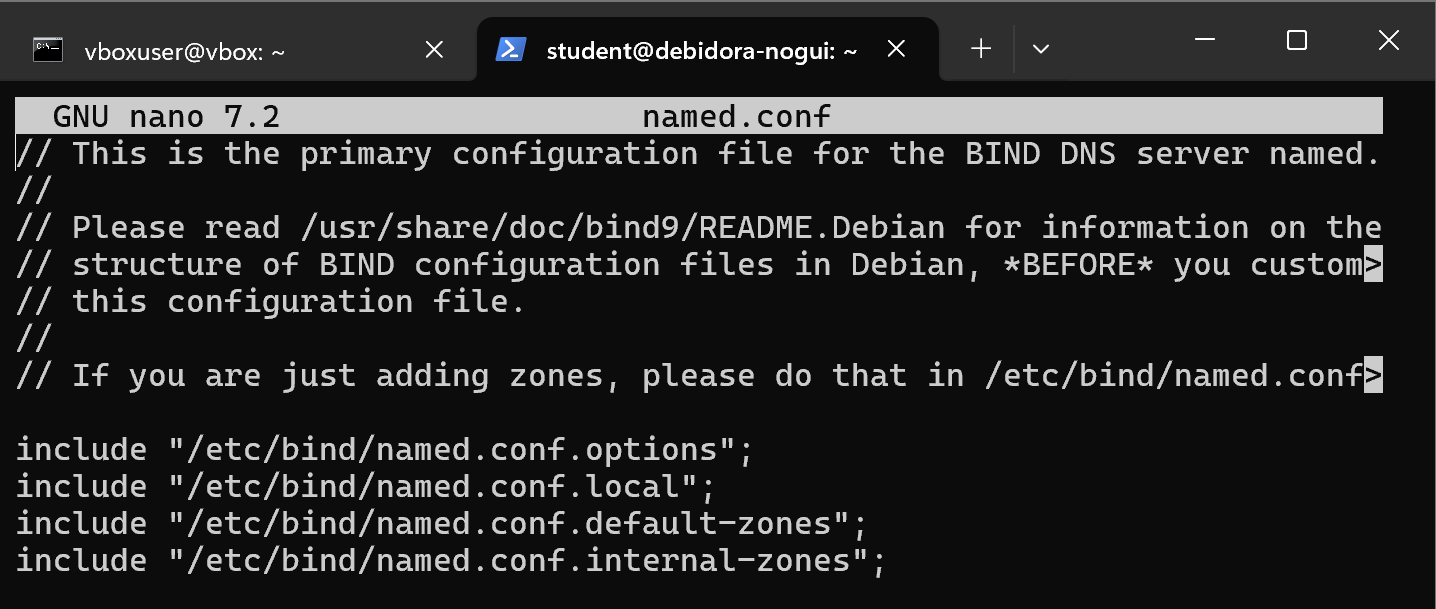 vboxuser@vbox: ~
student@debidora-nogui: ~
GNU nano 7.2 named.conf
// This is the primary configuration file for the BIND DNS server named.
//
// Please read /usr/share/doc/bind9/README.Debian for information on the
// structure of BIND configuration files in Debian, *BEFORE* you custom>
// this configuration file.
//
// If you are just adding zones, please do that in /etc/bind/named.conf>
include "/etc/bind/named.conf.options";
include "/etc/bind/named.conf.local";
include "/etc/bind/named.conf.default-zones";
include "/etc/bind/named.conf.internal-zones";